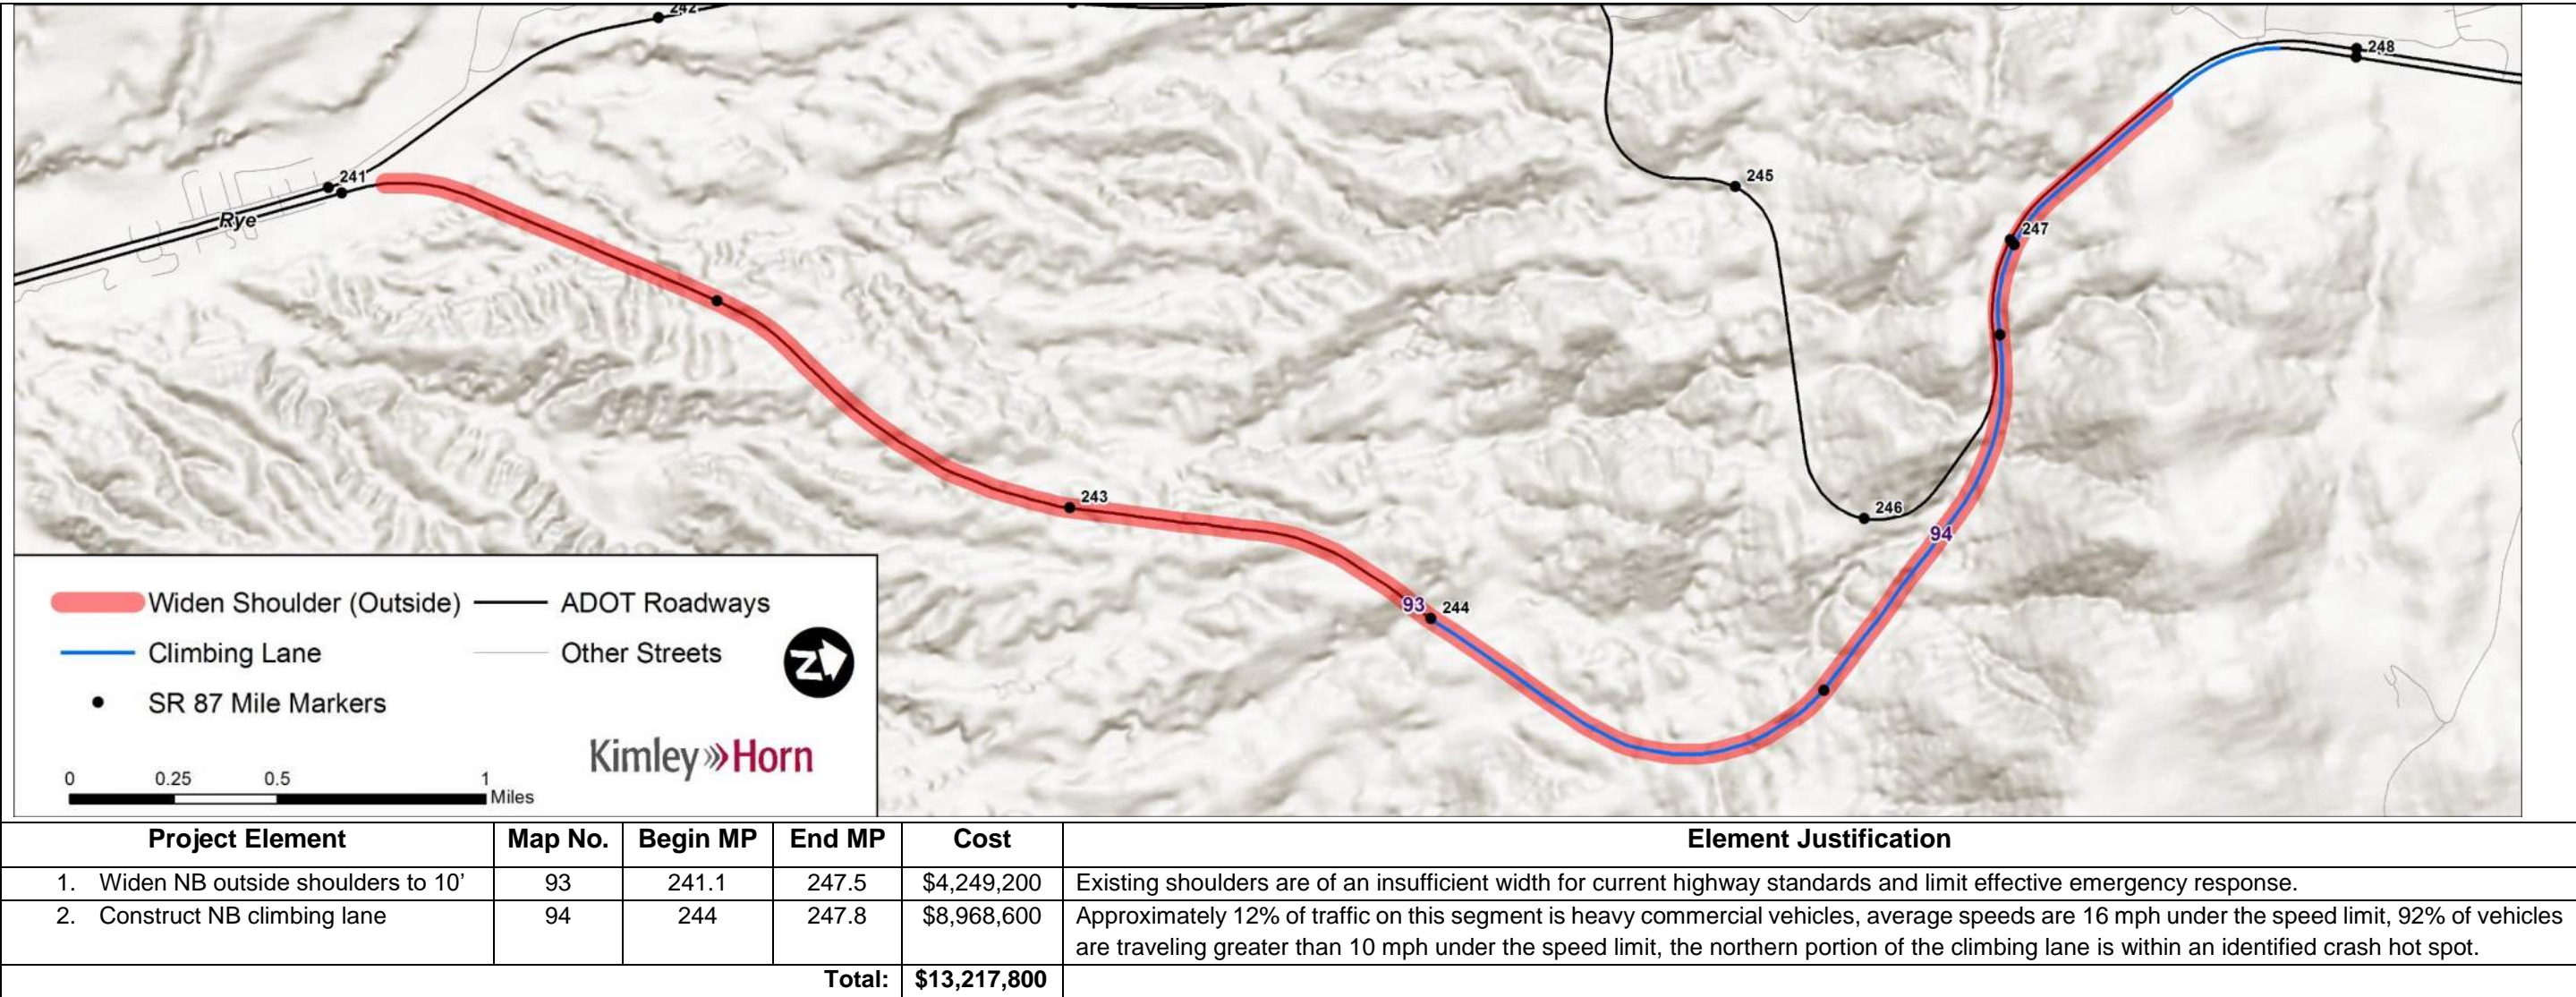 242
248
241
Rye
245
247
243
246
94
93 244
Widen Shoulder (Outside) ADOT Roadways
Climbing Lane Other Streets
SR 87 Mile Markers
Z
Kimley»Horn
0 0.25 0.5 1
Miles
Project Element Map No. Begin MP End MP Cost Element Justification
1. Widen NB outside shoulders to 10’ 93 241.1 247.5 $4,249,200 Existing shoulders are of an insufficient width for current highway standards and limit effective emergency response.
2. Construct NB climbing lane 94 244 247.8 $8,968,600 Approximately 12% of traffic on this segment is heavy commercial vehicles, average speeds are 16 mph under the speed limit, 92% of vehicles
are traveling greater than 10 mph under the speed limit, the northern portion of the climbing lane is within an identified crash hot spot.
Total: $13,217,800